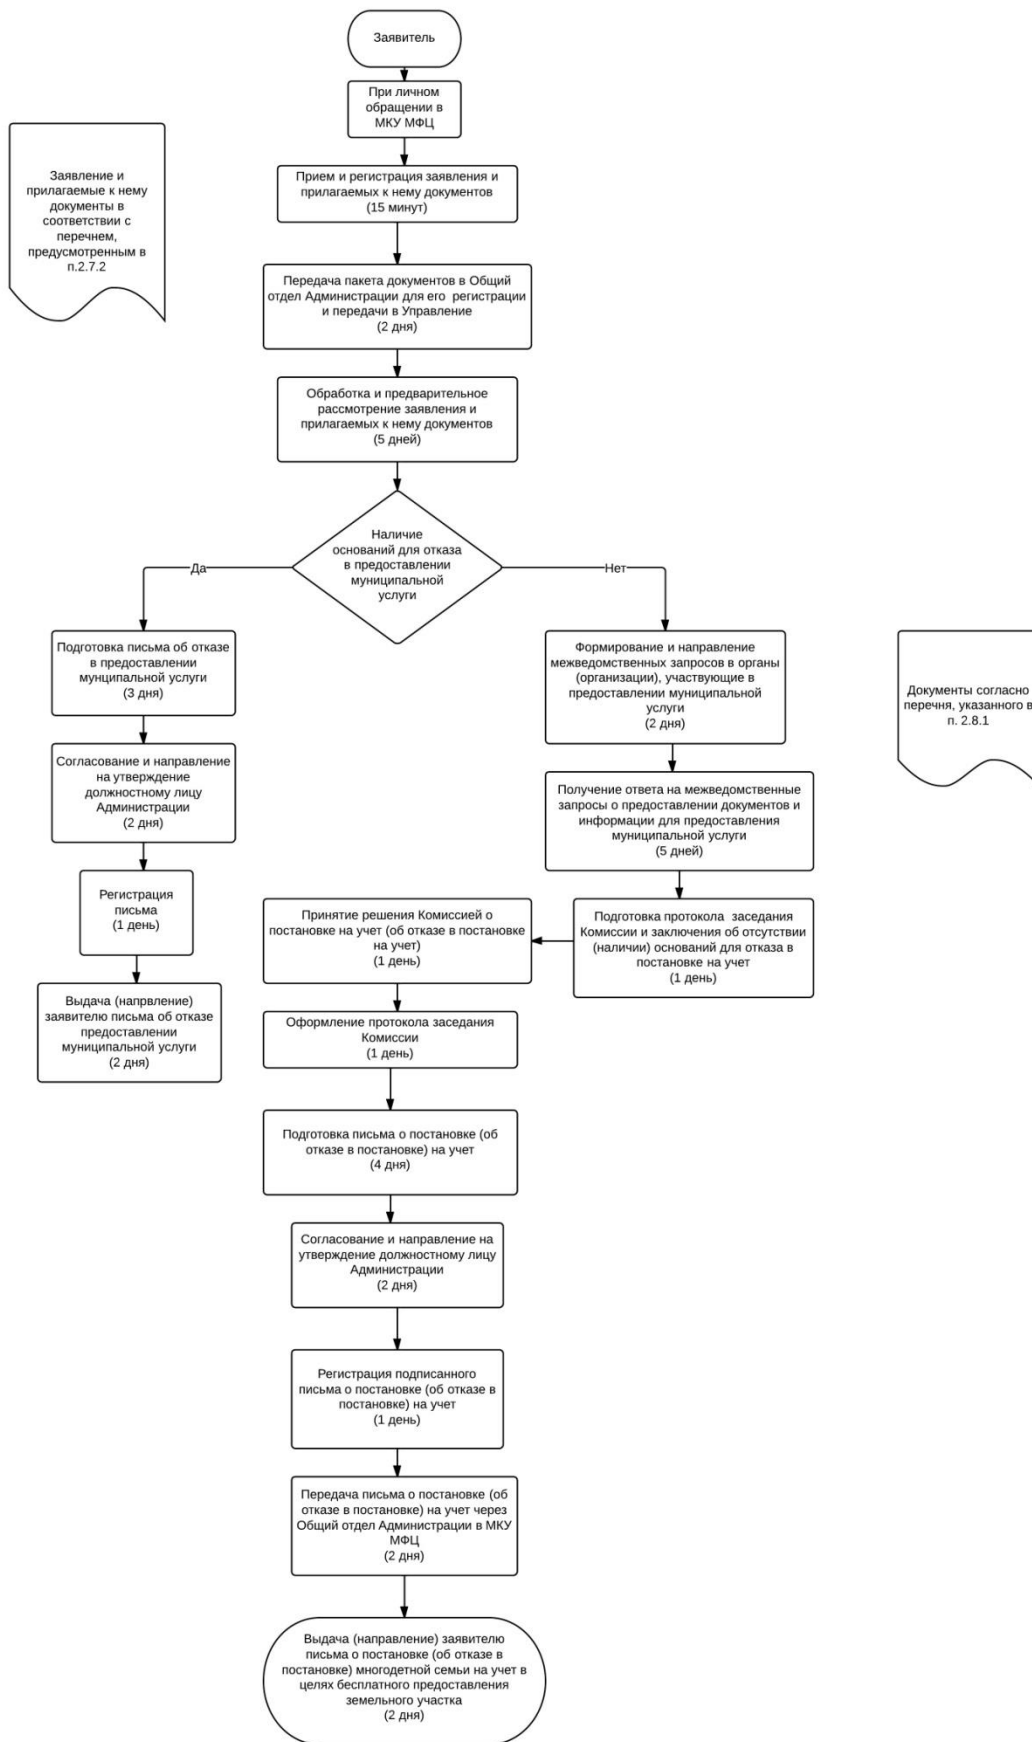 Заявитель
При личном
обращении в
МКУ МФЦ
Заявление и
прилагаемые к нему
документы в
соответствии с
перечнем,
предусмотренным в
п.2.7.2
Прием и регистрация заявления и
прилагаемых к нему документов
(15 минут)
Передача пакета документов в Общий
отдел Администрации для его регистрации
и передачи в Управление
(2 дня)
Обработка и предварительное
рассмотрение заявления и
прилагаемых к нему документов
(5 дней)
Наличие
оснований для отказа
в предоставлении
муниципальной
услуги
Да
Нет
Подготовка письма об отказе
в предоставлении
мунципальной услуги
(3 дня)
Согласование и направление
на утверждение
должностному лицу
Администрации
(2 дня)
Регистрация
письма
(1 день)
Выдача (напрвление)
заявителю письма об отказе
предоставлении
муниципальной услуги
(2 дня)
Формирование и направление
межведомственных запросов в органы
(организации), участвующие в
предоставлении муниципальной
услуги
(2 дня)
Документы согласно
перечня, указанного в
п. 2.8.1
Получение ответа на межведомственные
запросы о предоставлении документов и
информации для предоставления
муниципальной услуги
(5 дней)
Подготовка протокола заседания
Комиссии и заключения об отсутствии
(наличии) оснований для отказа в
постановке на учет
(1 день)
Принятие решения Комиссией о
постановке на учет (об отказе в постановке
на учет)
(1 день)
Оформление протокола заседания
Комиссии
(1 день)
Подготовка письма о постановке (об
отказе в постановке) на учет
(4 дня)
Согласование и направление на
утверждение должностному лицу
Администрации
(2 дня)
Регистрация подписанного
письма о постановке (об отказе в
постановке) на учет
(1 день)
Передача письма о постановке (об
отказе в постановке) на учет через
Общий отдел Администрации в МКУ
МФЦ
(2 дня)
Выдача (направление) заявителю
письма о постановке (об отказе в
постановке) многодетной семьи на учет в
целях бесплатного предоставления
земельного участка
(2 дня)